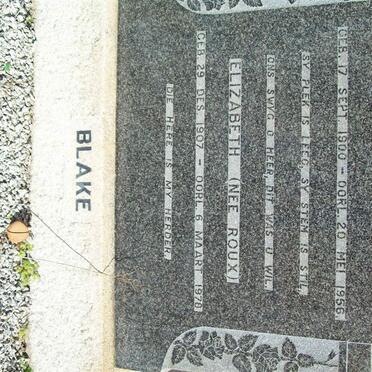 GEB. 17 SEPT. 1900 - OORL. 20 MEI 1956.
SY PLEK IS LEEG, SY STEM IS STIL,
ONS SWYG O HEER, DIT WAS U WIL.
ELIZABETH (NEE ROUX)
GEB. 29 DES. 1907 - OORL. 6 MAART 1978
DIE HERE IS MY HERDER.
BLAKE